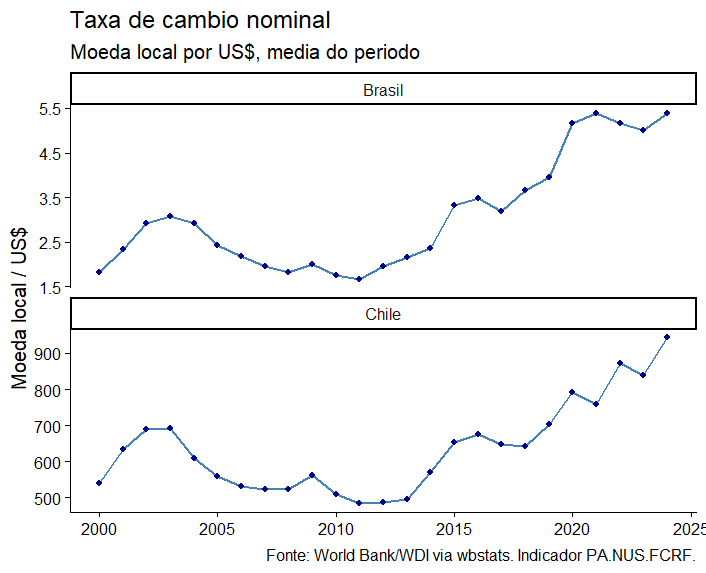 Taxa de cambio nominal
Moeda local por US$, media do periodo
Brasil
5.5
4.5
3.5
2.5
1.5
Moeda local / US$
Chile
900
800
700
600
500
2000 2005 2010 2015 2020 2025
Fonte: World Bank/WDI via wbstats. Indicador PA.NUS.FCRF.